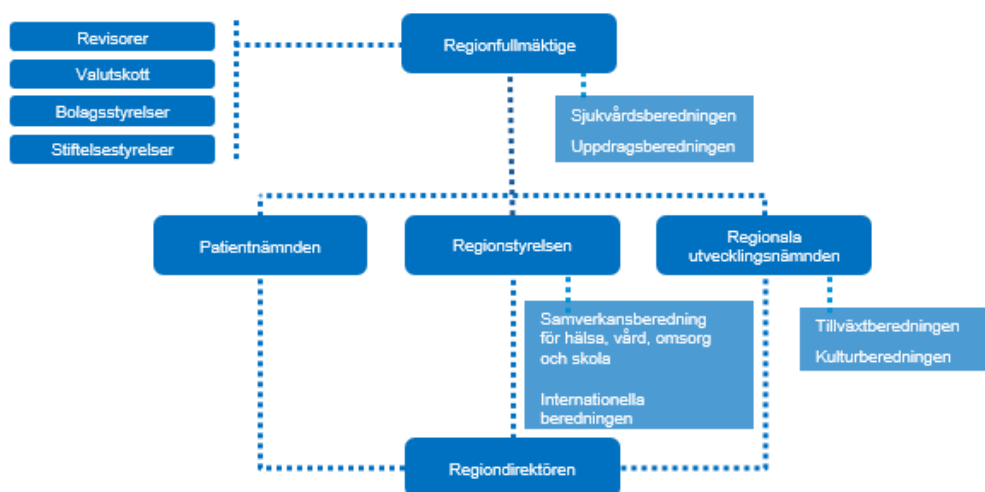 Revisorer
Valutskott
Bolagsstyrelser
Stiftelsestyrelser
Regionfullmäktige
Sjukvårdsberedningen
Uppdragsberedningen
Patientnämnden
Regionstyrelsen
Regionala
utvecklingsnämnden
Samverkansberedning
för hälsa, vård, omsorg
och skola
Internationella
beredningen
Tillväxtberedningen
Kulturberedningen
Regiondirektören